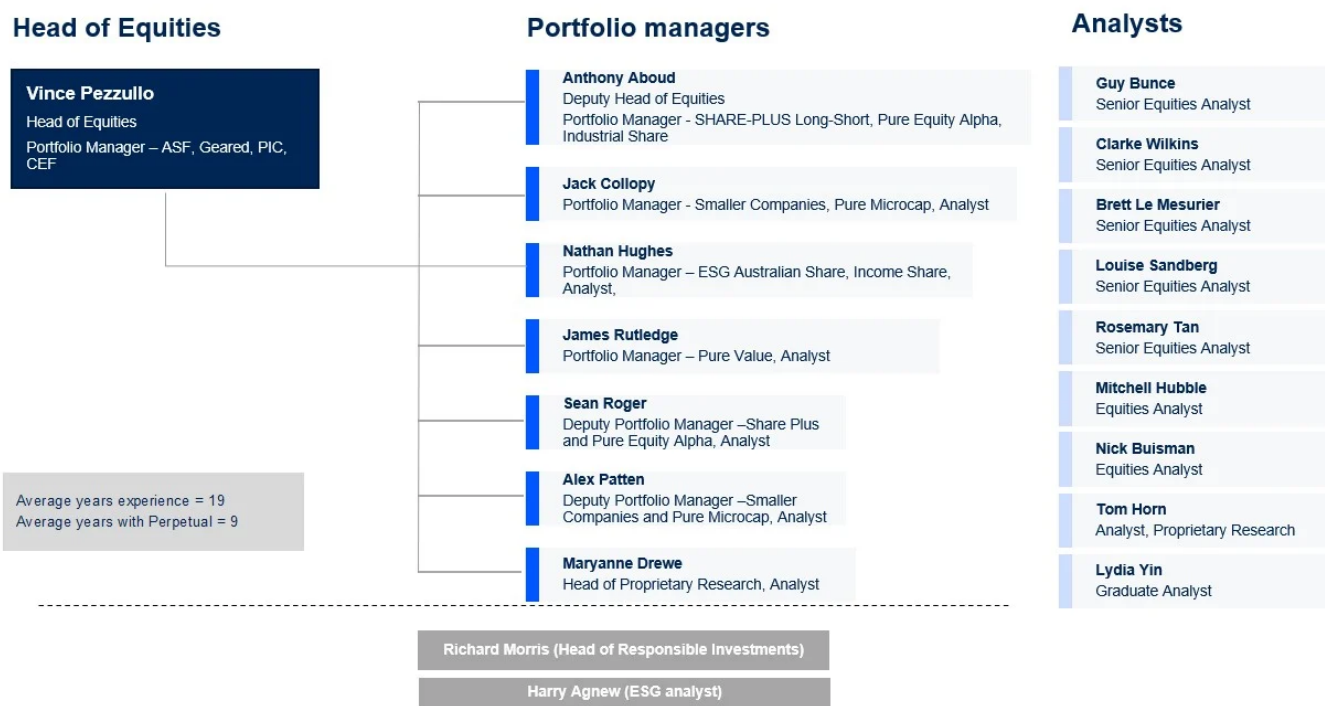 Head of Equities
Vince Pezzullo
Head of Equities
Portfolio Manager – ASF, Geared, PIC,
CEF
Average years experience = 19
Average years with Perpetual = 9
Portfolio managers
Anthony Aboud
Deputy Head of Equities
Portfolio Manager - SHARE-PLUS Long-Short, Pure Equity Alpha,
Industrial Share
Jack Collopy
Portfolio Manager - Smaller Companies, Pure Microcap, Analyst
Nathan Hughes
Portfolio Manager – ESG Australian Share, Income Share,
Analyst,
James Rutledge
Portfolio Manager – Pure Value, Analyst
Sean Roger
Deputy Portfolio Manager –Share Plus
and Pure Equity Alpha, Analyst
Alex Patten
Deputy Portfolio Manager –Smaller
Companies and Pure Microcap, Analyst
Maryanne Drewe
Head of Proprietary Research, Analyst
Richard Morris (Head of Responsible Investments)
Harry Agnew (ESG analyst)
Analysts
Guy Bunce
Senior Equities Analyst
Clarke Wilkins
Senior Equities Analyst
Brett Le Mesurier
Senior Equities Analyst
Louise Sandberg
Senior Equities Analyst
Rosemary Tan
Senior Equities Analyst
Mitchell Hubble
Equities Analyst
Nick Buisman
Equities Analyst
Tom Horn
Analyst, Proprietary Research
Lydia Yin
Graduate Analyst